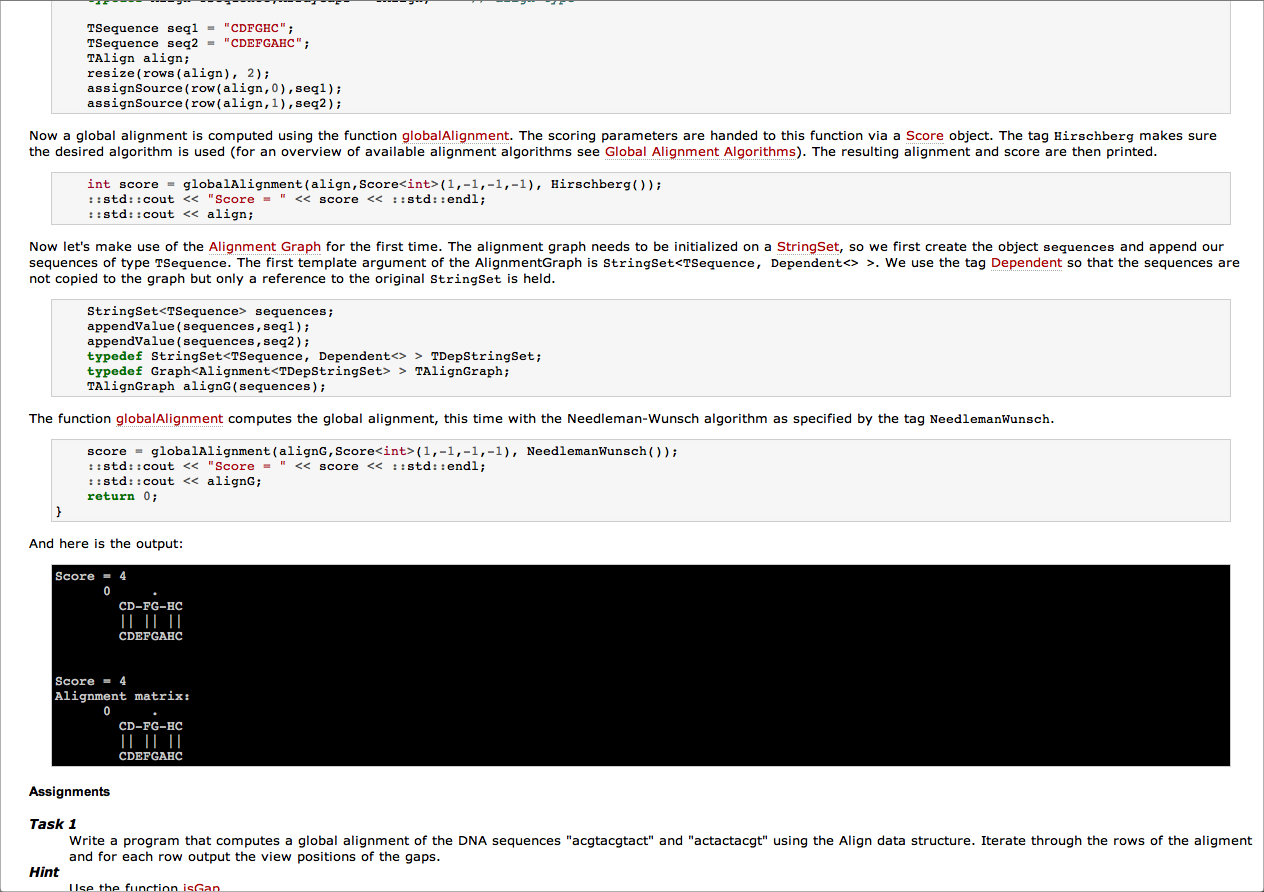 TSequence seq1 = "CDFGHC";
TSequence seq2 = "CDEFGAHC";
TAlign align;
resize(rows(align), 2);
assignSource(row(align,0),seq1);
assignSource(row(align,1),seq2);
Now a global alignment is computed using the function globalAlignment. The scoring parameters are handed to this function via a Score object. The tag Hirschberg makes sure
the desired algorithm is used (for an overview of available alignment algorithms see Global Alignment Algorithms). The resulting alignment and score are then printed.
int score = globalAlignment(align,Score<int>(1,-1,-1,-1), Hirschberg());
::std::cout << "Score = " << score << ::std::endl;
::std::cout << align;
Now let's make use of the Alignment Graph for the first time. The alignment graph needs to be initialized on a StringSet, so we first create the object sequences and append our
sequences of type TSequence. The first template argument of the AlignmentGraph is StringSet<TSequence, Dependent<> >. We use the tag Dependent so that the sequences are
not copied to the graph but only a reference to the original StringSet is held.
StringSet<TSequence> sequences;
appendValue(sequences,seq1);
appendValue(sequences,seq2);
typedef StringSet<TSequence, Dependent<> > TDepStringSet;
typedef Graph<Alignment<TDepStringSet> > TAlignGraph;
TAlignGraph alignG(sequences);
The function globalAlignment computes the global alignment, this time with the Needleman-Wunsch algorithm as specified by the tag NeedlemanWunsch.
score = globalAlignment(alignG,Score<int>(1,-1,-1,-1), NeedlemanWunsch());
::std::cout << "Score = " << score << ::std::endl;
::std::cout << alignG;
return 0;
}
And here is the output:
Score = 4
0     .
CD-FG-HC
|| || ||
CDEFGAHC
Score = 4
Alignment matrix:
0     .
CD-FG-HC
|| || ||
CDEFGAHC
Assignments
Task 1
Write a program that computes a global alignment of the DNA sequences "acgtacgtact" and "actactacgt" using the Align data structure. Iterate through the rows of the aligment
and for each row output the view positions of the gaps.
Hint
Use the function isGap